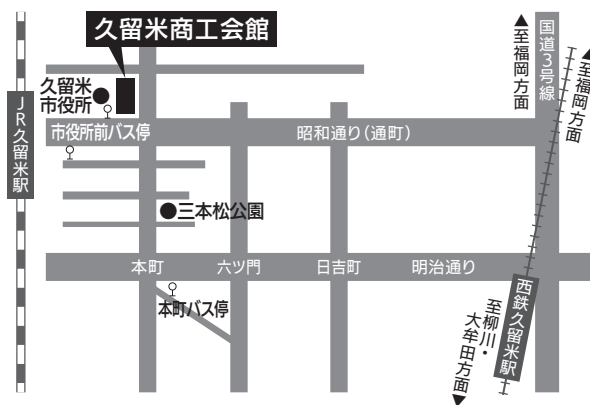 久留米商工会館
久留米
市役所
市役所前バス停
JR久留米駅
昭和通り(通町)
▲至福岡方面
国道3号線
▲至福岡方面
三本松公園
本町
六ツ門
日吉町
明治通り
本町バス停
西鉄久留米駅
至柳川・
大牟田方面▼